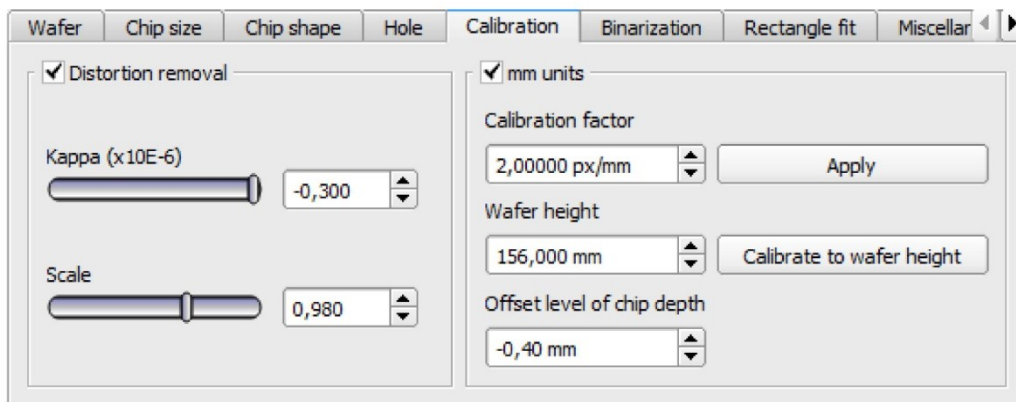 Wafer Chip size Chip shape Hole Calibration Binarization Rectangle fit Miscellar
Distortion removal
Kappa (x10E-6)
-0,300
Scale
0,980
mm units
Calibration factor
2,00000 px/mm Apply
Wafer height
156,000 mm Calibrate to wafer height
Offset level of chip depth
-0,40 mm